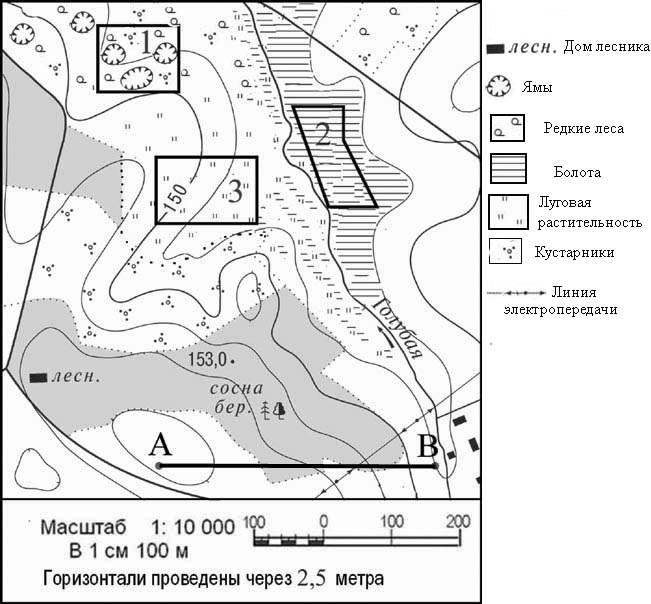 1
2
3
150
Голубая
153,0
лесн.
сосна
бер.
А
В
лесн. Дом лесника
Ямы
Редкие леса
Болота
Луговая
растительность
Кустарники
Линия
электропередачи
Масштаб 1: 10 000
В 1 см 100 м
100 0 100 200
Горизонтали проведены через 2,5 метра